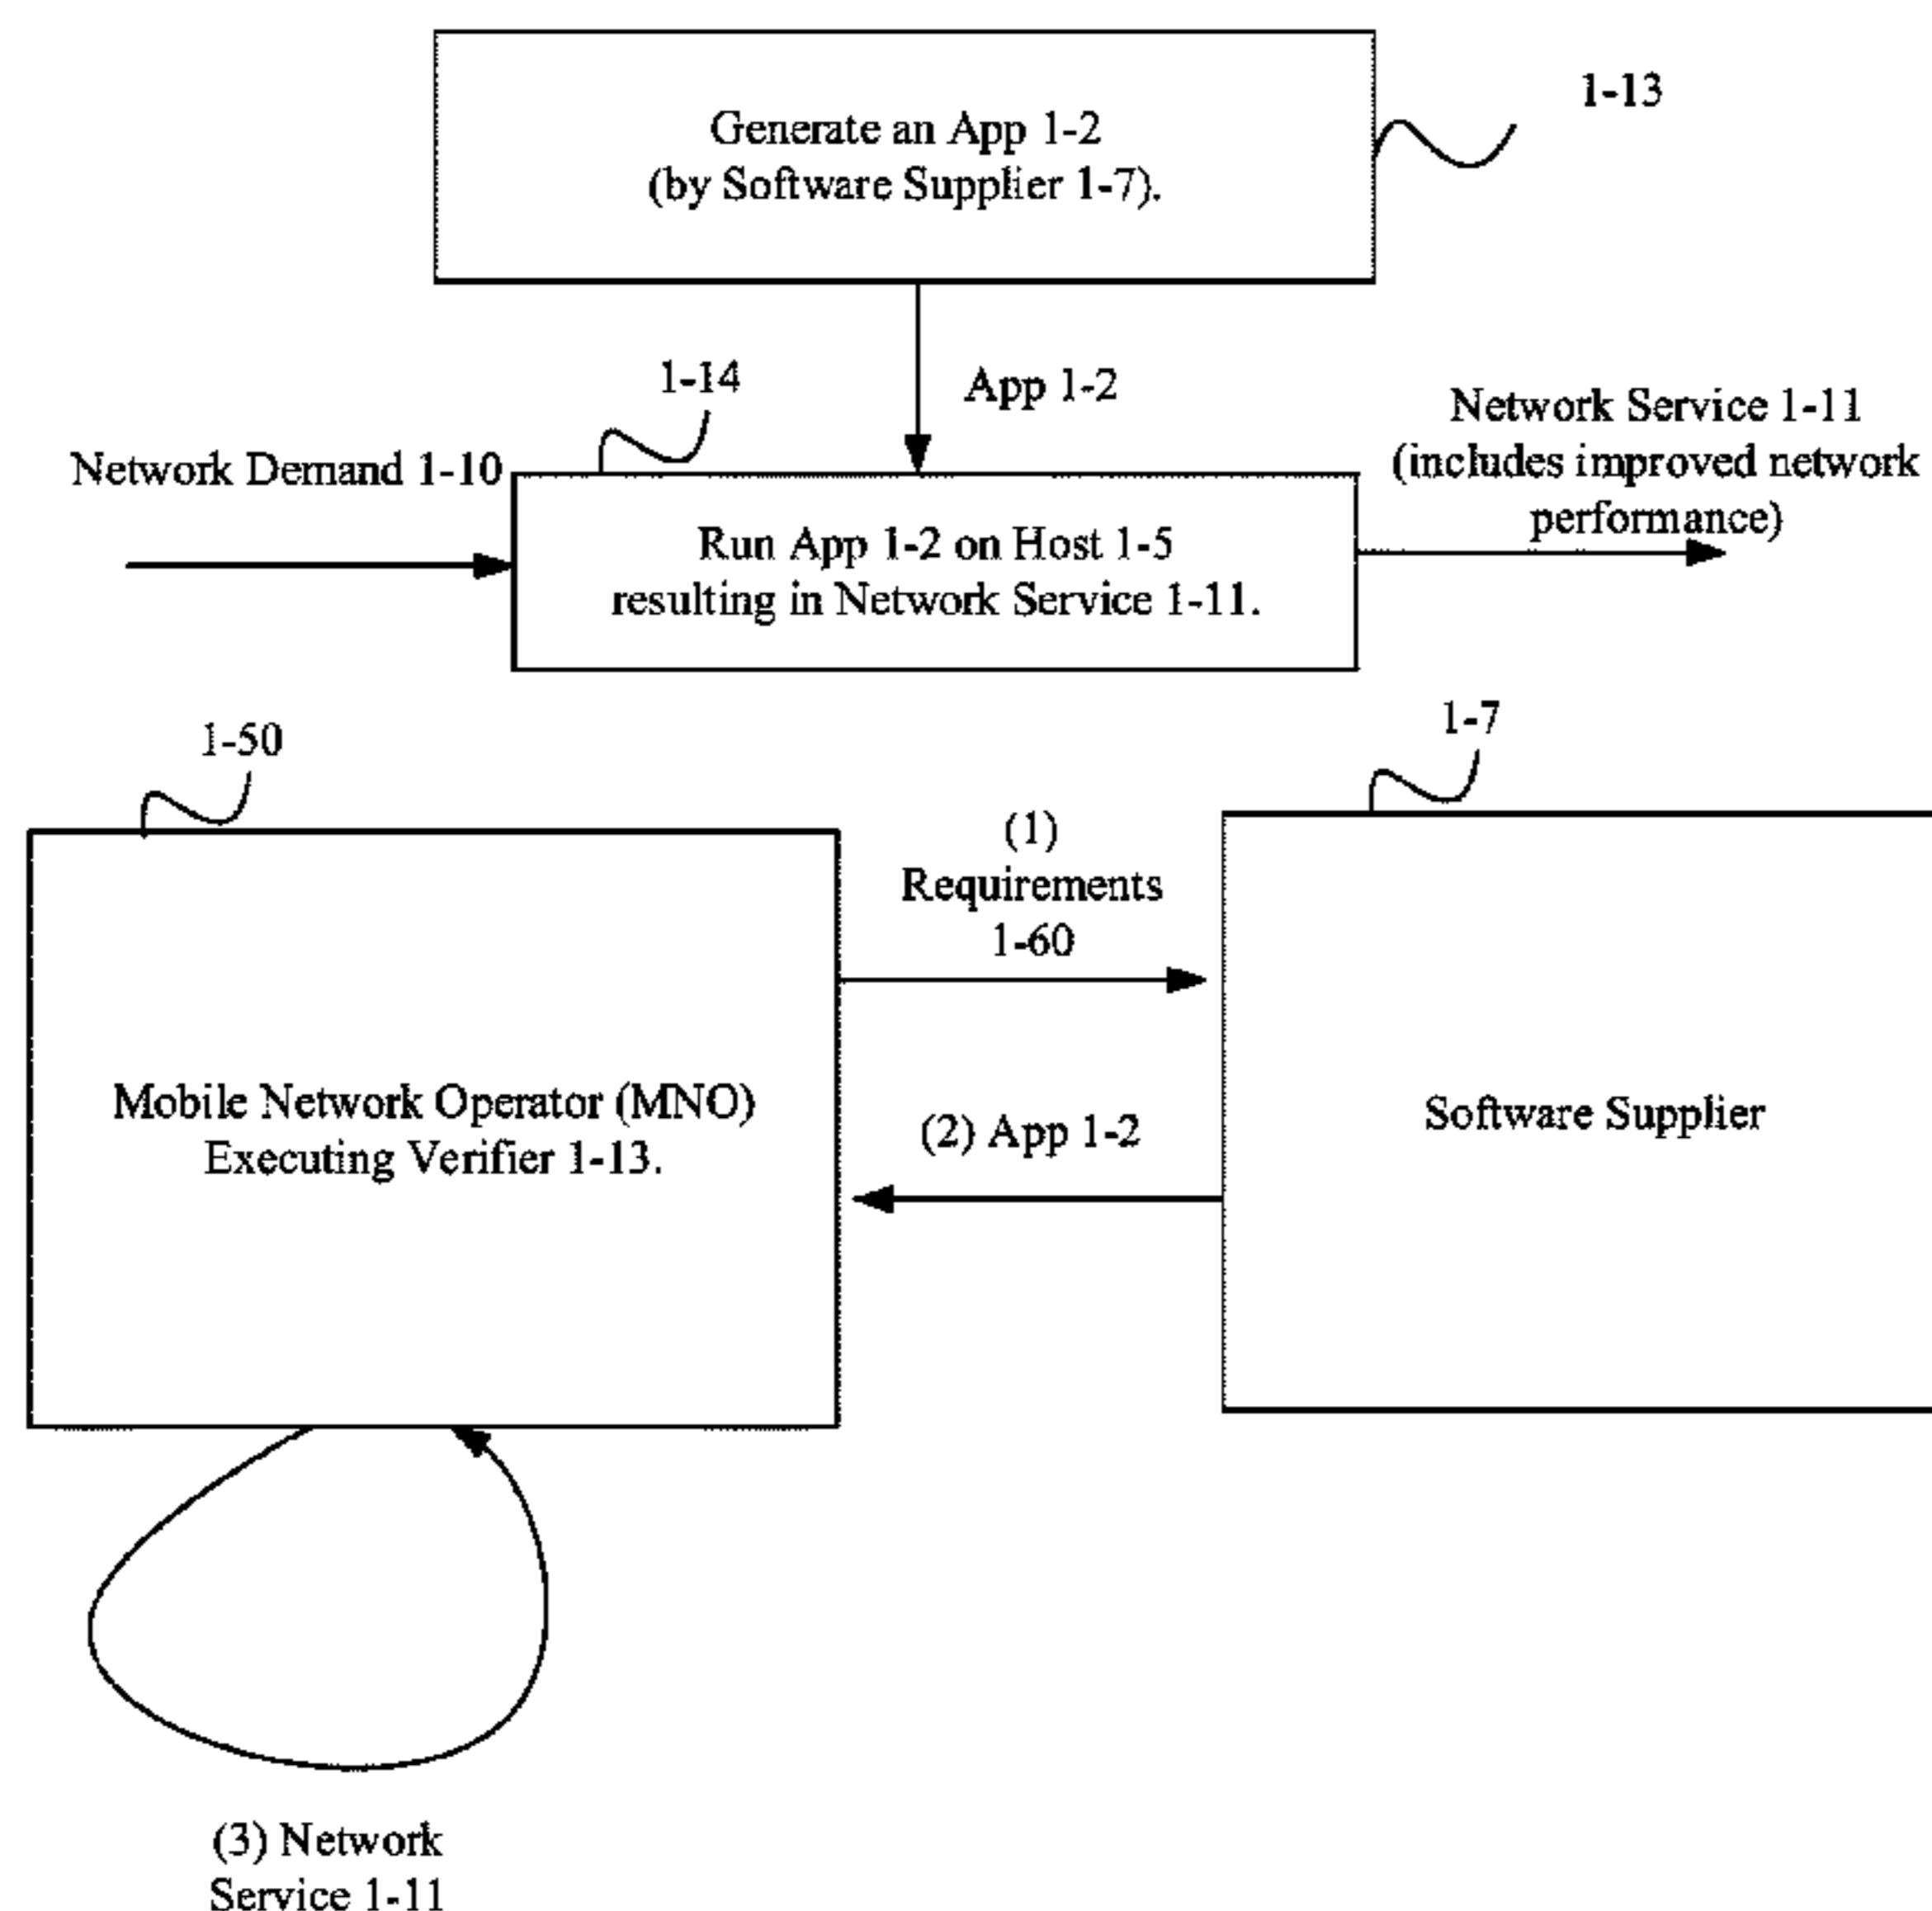 Generate an App 1-2
(by Software Supplier 1-7).
1-13
1-14
App 1-2
Network Demand 1-10
Network Service 1-11
(includes improved network
performance)
Run App 1-2 on Host 1-5
resulting in Network Service 1-11.
1-50
1-7
(1)
Requirements
1-60
Mobile Network Operator (MNO)
Executing Verifier 1-13.
(2) App 1-2
Software Supplier
(3) Network
Service 1-11